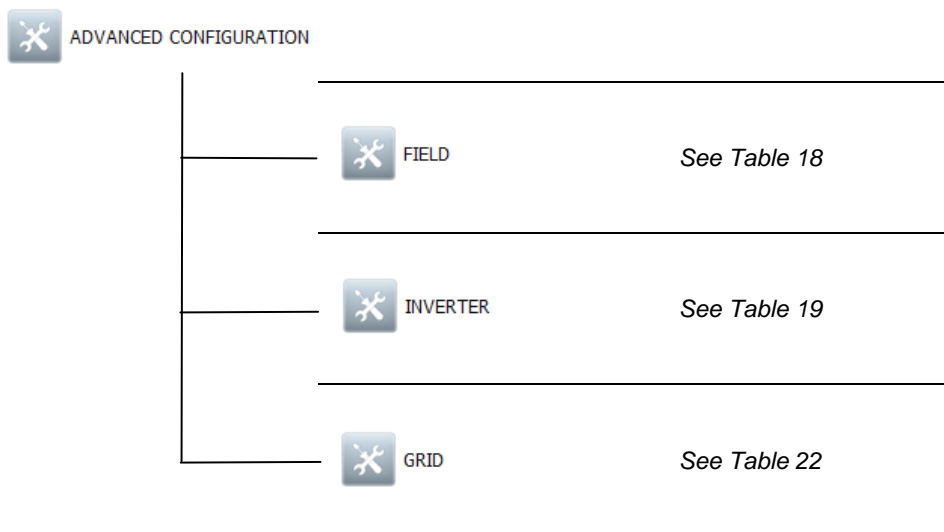 ADVANCED CONFIGURATION
FIELD See Table 18
INVERTER See Table 19
GRID See Table 22